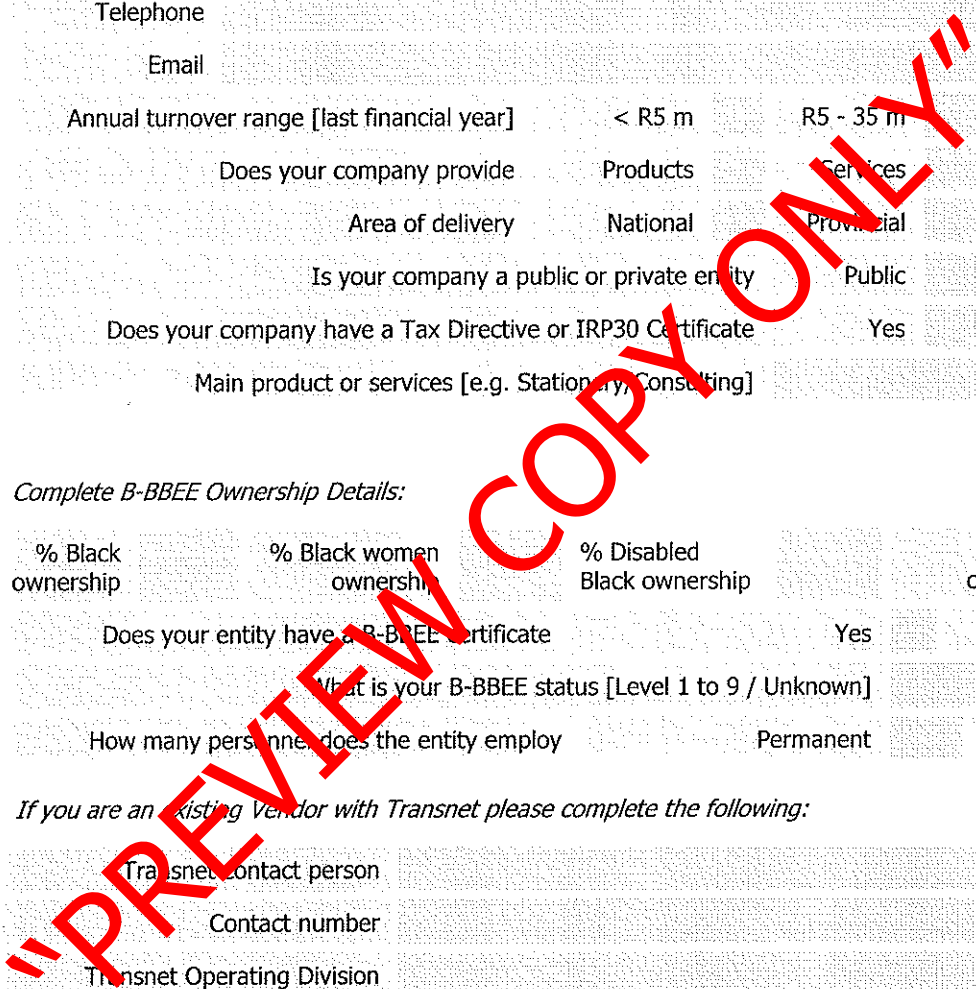 Telephone
Email
Annual turnover range [last financial year] < R5 m R5 - 35 m
Does your company provide Products Services
Area of delivery National Provincial
Is your company a public or private entity Public
Does your company have a Tax Directive or IRP30 Certificate Yes
Main product or services [e.g. Stationery/Consulting]
Complete B-BBEE Ownership Details:
% Black % Black women % Disabled
ownership ownership Black ownership
Does your entity have a B-BBEE certificate Yes
What is your B-BBEE status [Level 1 to 9 / Unknown]
How many personnel does the entity employ Permanent
If you are an existing Vendor with Transnet please complete the following:
Transnet contact person
Contact number
Transnet Operating Division
"PREVIEW COPY ONLY"